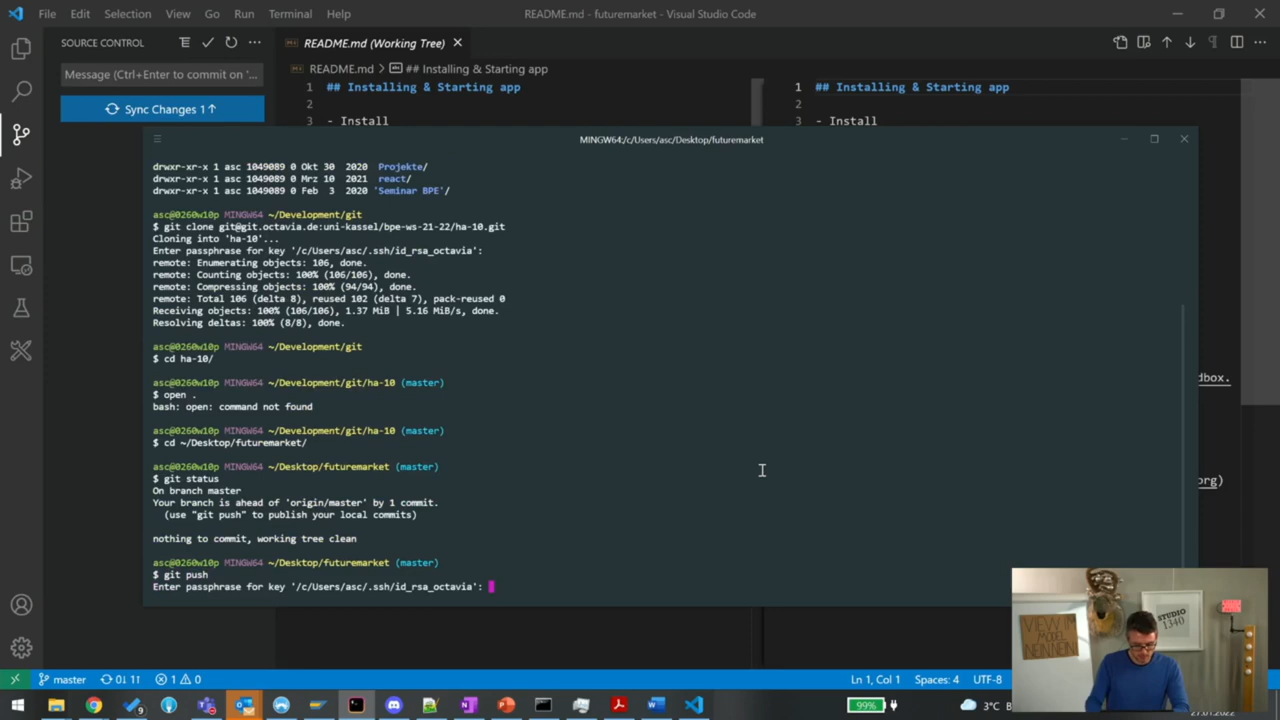 File Edit Selection View Go Run Terminal Help
README.md - futuremarket - Visual Studio Code
SOURCE CONTROL
README.md (Working Tree)
Message (Ctrl+Enter to commit on '...
README.md > ## Installing & Starting app
Sync Changes 1↑
1 ## Installing & Starting app
2
3 - Install
1 ## Installing & Starting app
2
3 - Install
MINGW64:/c/Users/asc/Desktop/futuremarket
drwxr-xr-x 1 asc 1049089 0 Okt 30 2020 Projekte/
drwxr-xr-x 1 asc 1049089 0 Mrz 10 2021 react/
drwxr-xr-x 1 asc 1049089 0 Feb 3 2020 'Seminar BPE'/
asc@0260w10p MINGW64 ~/Development/git
$ git clone git@git.octavia.de:uni-kassel/bpe-ws-21-22/ha-10.git
Cloning into 'ha-10'...
Enter passphrase for key '/c/Users/asc/.ssh/id_rsa_octavia':
remote: Enumerating objects: 106, done.
remote: Counting objects: 100% (106/106), done.
remote: Compressing objects: 100% (94/94), done.
remote: Total 106 (delta 8), reused 102 (delta 7), pack-reused 0
Receiving objects: 100% (106/106), 1.37 MiB | 5.16 MiB/s, done.
Resolving deltas: 100% (8/8), done.
asc@0260w10p MINGW64 ~/Development/git
$ cd ha-10/
asc@0260w10p MINGW64 ~/Development/git/ha-10 (master)
$ open .
bash: open: command not found
asc@0260w10p MINGW64 ~/Development/git/ha-10 (master)
$ cd ~/Desktop/futuremarket/
asc@0260w10p MINGW64 ~/Desktop/futuremarket (master)
$ git status
On branch master
Your branch is ahead of 'origin/master' by 1 commit.
(use "git push" to publish your local commits)
nothing to commit, working tree clean
asc@0260w10p MINGW64 ~/Desktop/futuremarket (master)
$ git push
Enter passphrase for key '/c/Users/asc/.ssh/id_rsa_octavia':
dbox.
org)
VIEW IM
MODEL
NEIN NEIN!
STUDIO
1340
master 0↓ 1↑ 1 0
Ln 1, Col 1 Spaces: 4 UTF-8
99%
3°C
27.01.2022